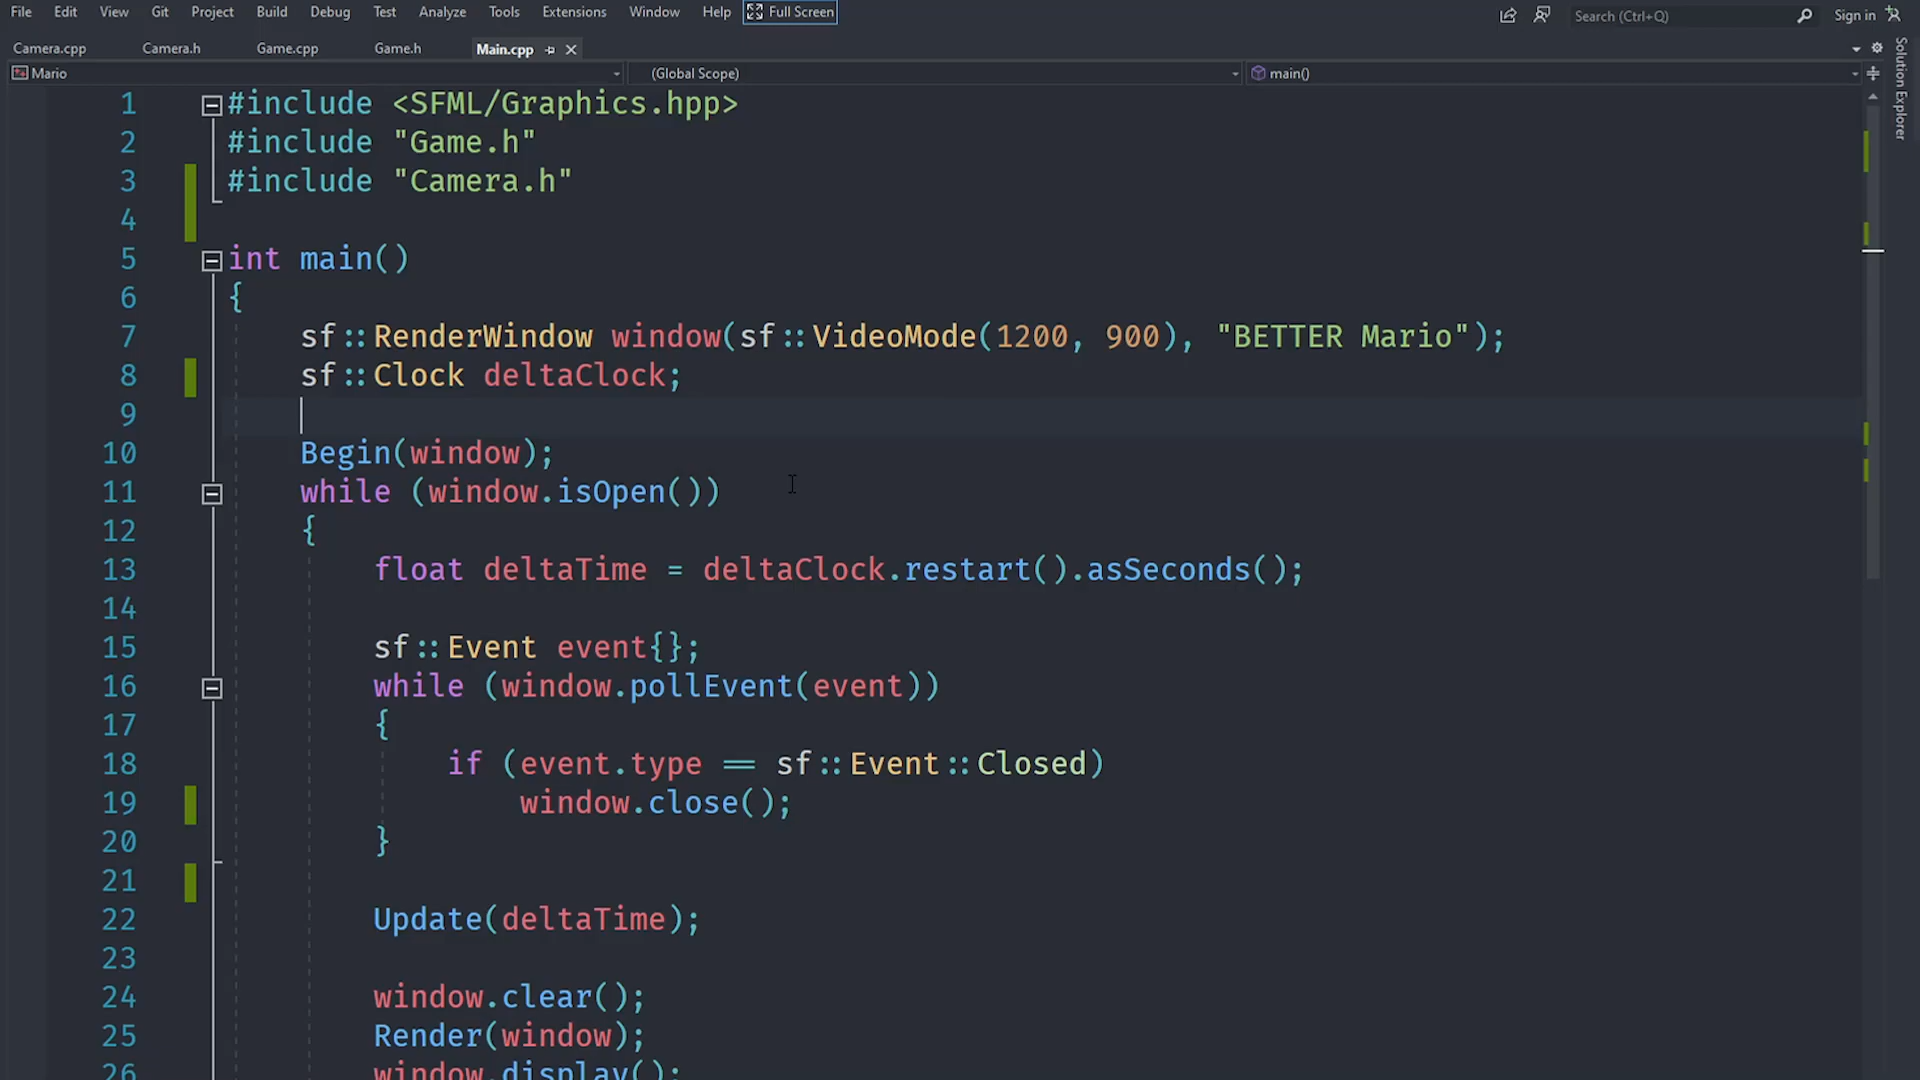 File Edit View Git Project Build Debug Test Analyze Tools Extensions Window Help Full Screen Search (Ctrl+Q) Sign in
Camera.cpp Camera.h Game.cpp Game.h Main.cpp
Mario (Global Scope) main()
Solution Explorer
1 #include <SFML/Graphics.hpp>
2 #include "Game.h"
3 #include "Camera.h"
4
5 int main()
6 {
7 sf::RenderWindow window(sf::VideoMode(1200, 900), "BETTER Mario");
8 sf::Clock deltaClock;
9
10 Begin(window);
11 while (window.isOpen())
12 {
13 float deltaTime = deltaClock.restart().asSeconds();
14
15 sf::Event event{};
16 while (window.pollEvent(event))
17 {
18 if (event.type == sf::Event::Closed)
19 window.close();
20 }
21
22 Update(deltaTime);
23
24 window.clear();
25 Render(window);
26 window.display();